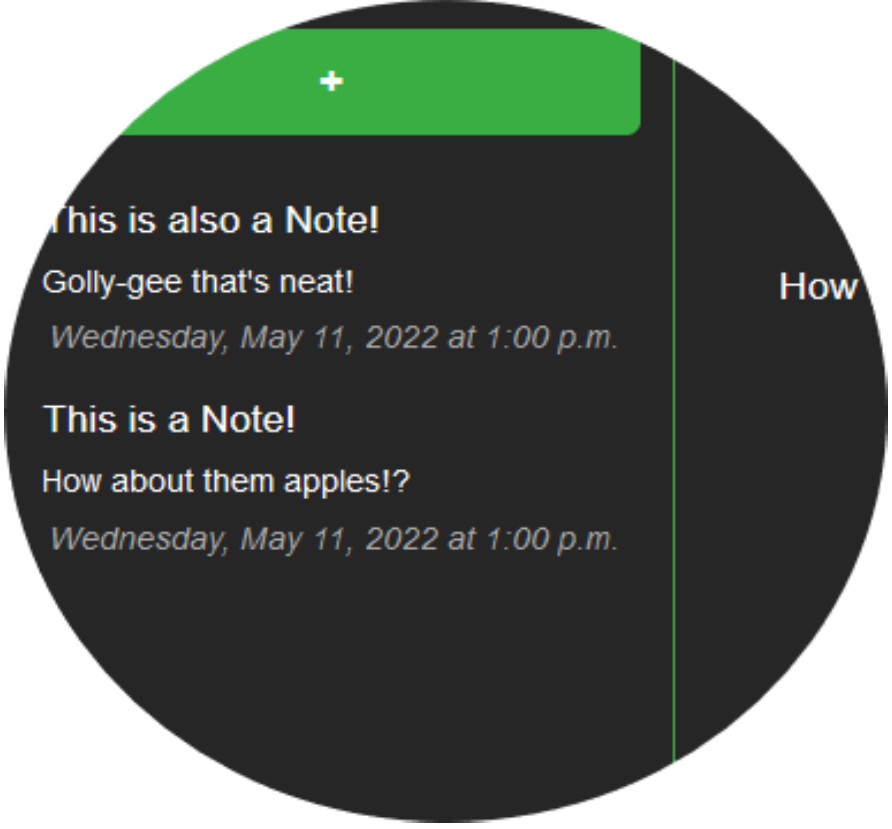 +
This is also a Note!
Golly-gee that's neat!
Wednesday, May 11, 2022 at 1:00 p.m.
How
This is a Note!
How about them apples!?
Wednesday, May 11, 2022 at 1:00 p.m.